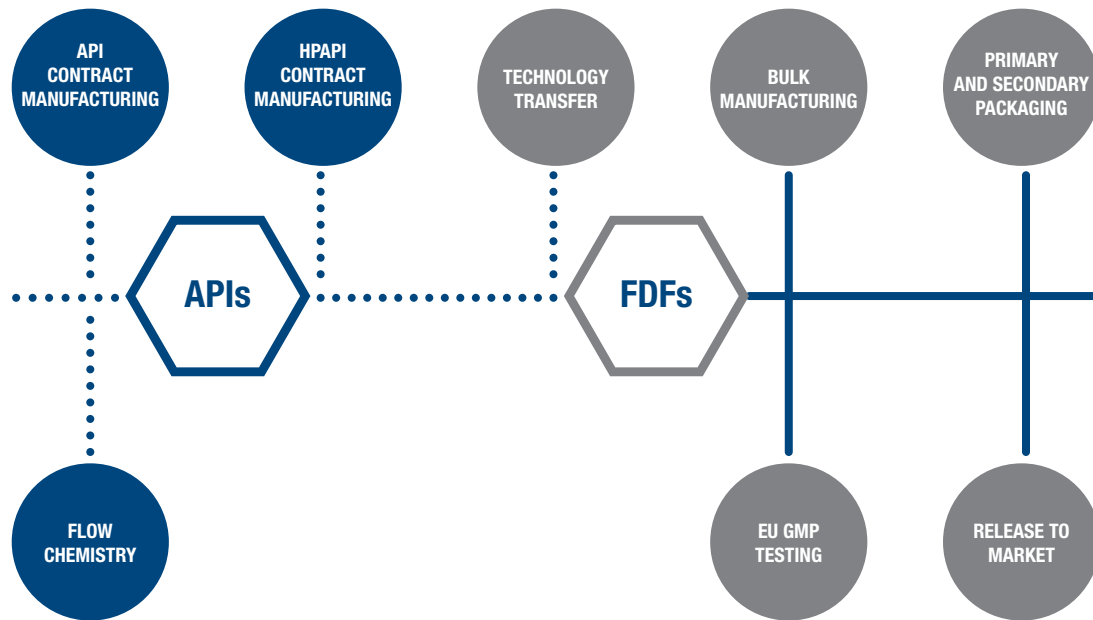 API
CONTRACT
MANUFACTURING
HPAPI
CONTRACT
MANUFACTURING
TECHNOLOGY
TRANSFER
BULK
MANUFACTURING
PRIMARY
AND SECONDARY
PACKAGING
APIs
FDFs
FLOW
CHEMISTRY
EU GMP
TESTING
RELEASE TO
MARKET